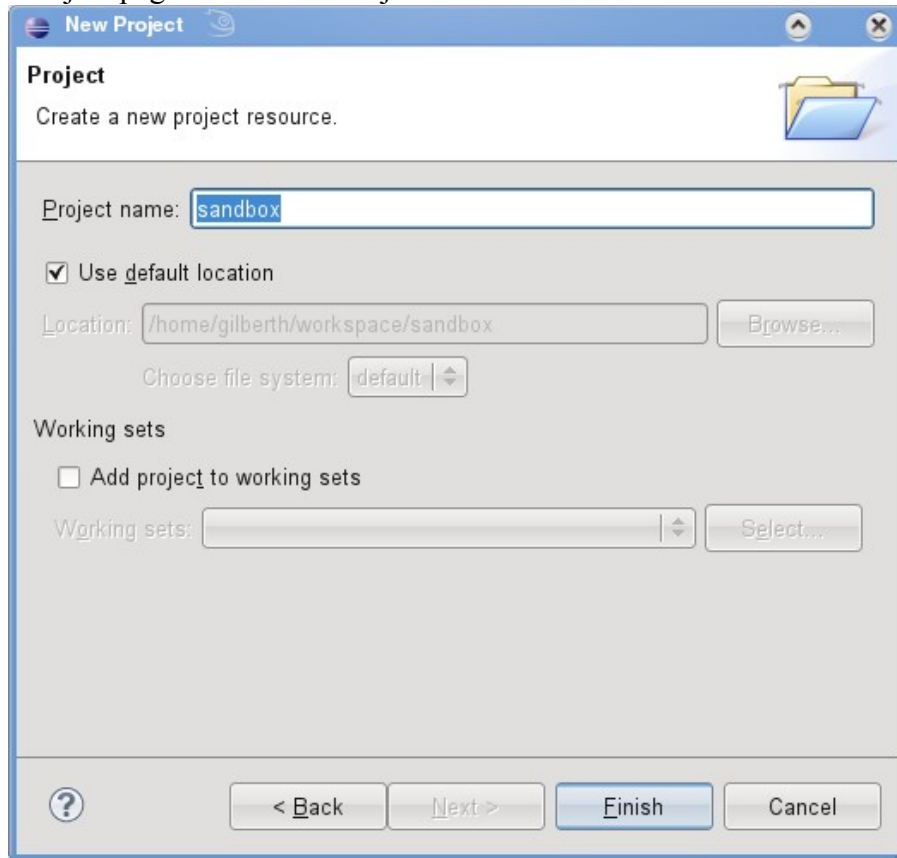 New Project
Project
Create a new project resource.
Project name: sandbox
Use default location
Location: /home/gilberth/workspace/sandbox Browse...
Choose file system: default
Working sets
Add project to working sets
Working sets: Select...
? < Back Next > Finish Cancel